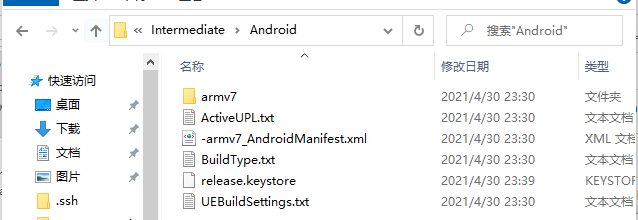 « Intermediate › Android
搜索"Android"
名称 修改日期 类型
快速访问
桌面
下载
文档
图片
.ssh
armv7 2021/4/30 23:30 文件夹
ActiveUPL.txt 2021/4/30 23:30 文本文档
-armv7_AndroidManifest.xml 2021/4/30 23:30 XML 文档
BuildType.txt 2021/4/30 23:30 文本文档
release.keystore 2021/4/30 23:39 KEYSTOR
UEBuildSettings.txt 2021/4/30 23:30 文本文档